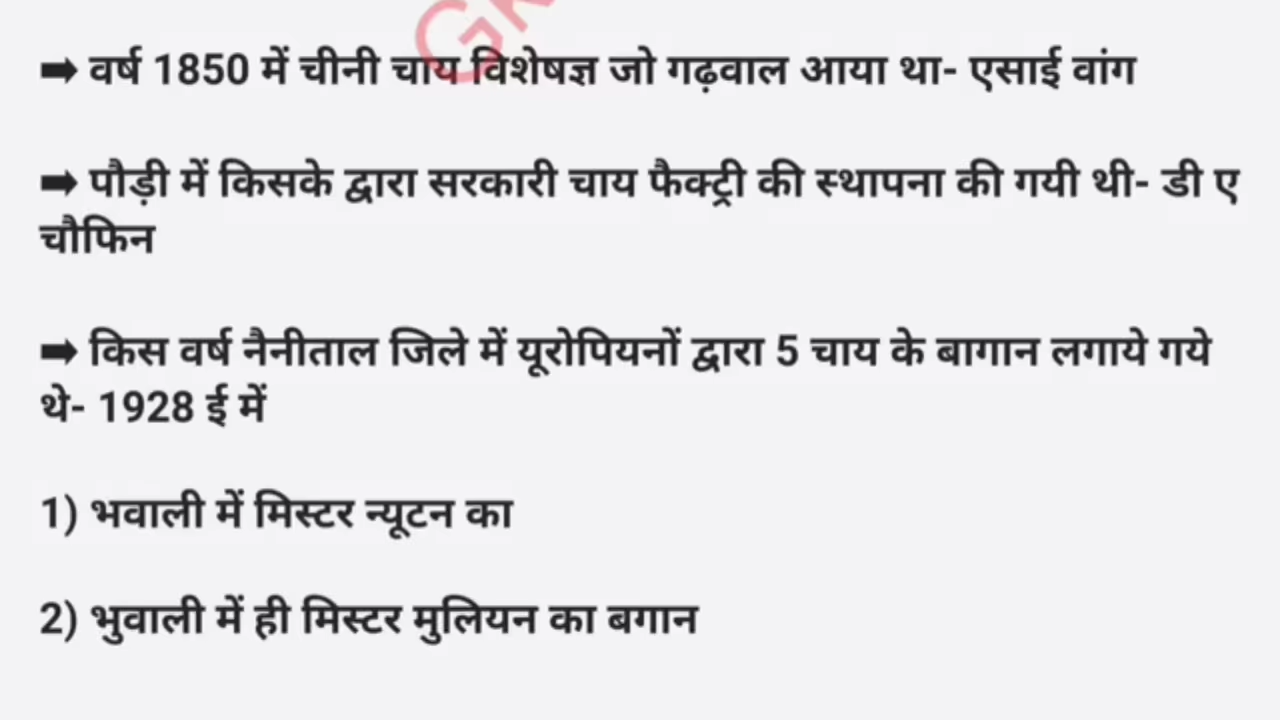 ➡ वर्ष 1850 में चीनी चाय विशेषज्ञ जो गढ़वाल आया था- एसाई वांग
➡ पौड़ी में किसके द्वारा सरकारी चाय फैक्ट्री की स्थापना की गयी थी- डी ए
चौफिन
➡ किस वर्ष नैनीताल जिले में यूरोपियनों द्वारा 5 चाय के बागान लगाये गये
थे- 1928 ई में
1) भवाली में मिस्टर न्यूटन का
2) भुवाली में ही मिस्टर मुलियन का बगान